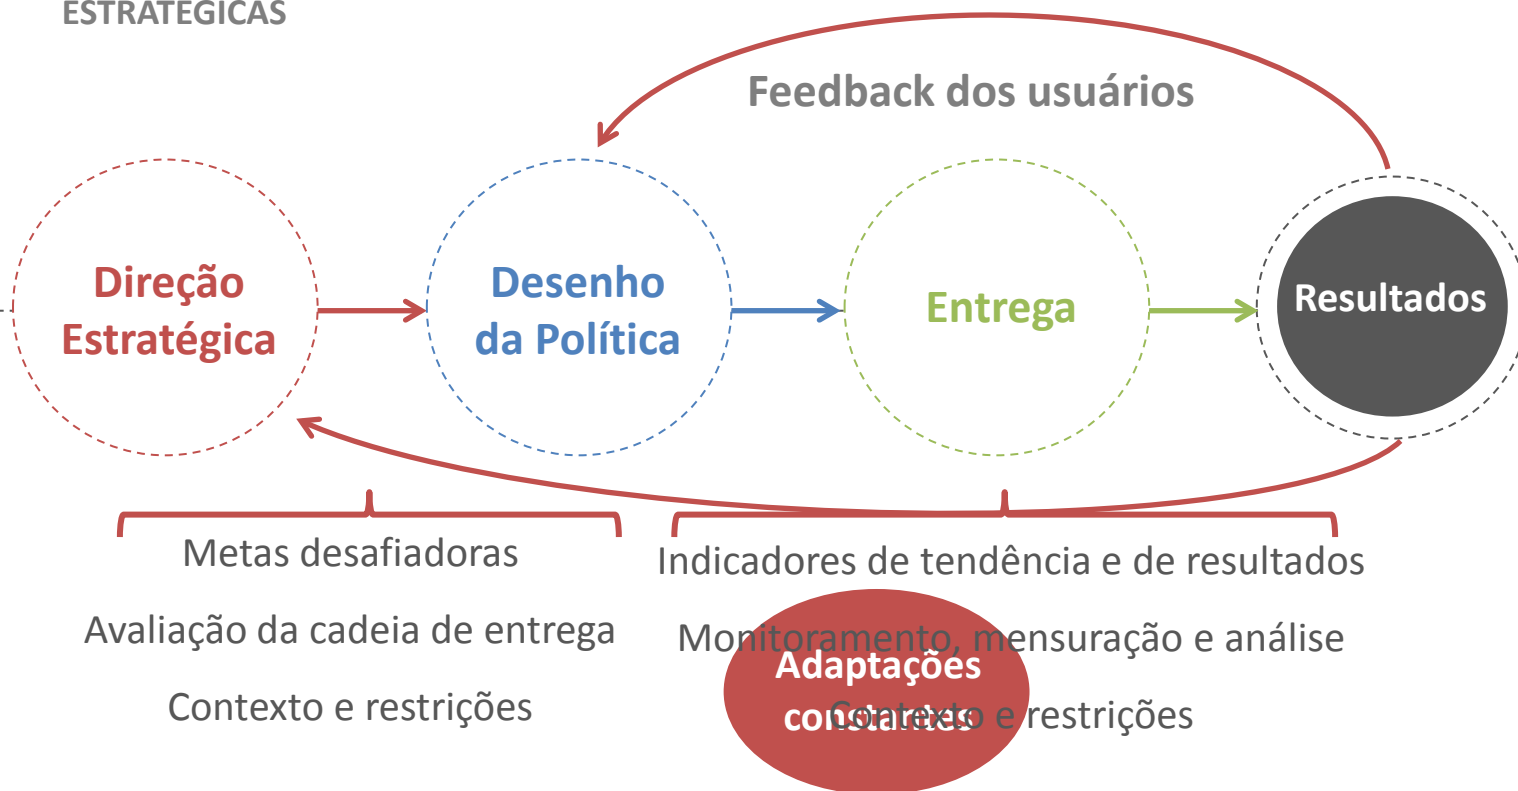 ESTRATÉGICAS
Feedback dos usuários
Direção
Estratégica
Desenho
da Política
Entrega
Resultados
Metas desafiadoras
Avaliação da cadeia de entrega
Contexto e restrições
Indicadores de tendência e de resultados
Monitoramento, mensuração e análise
Contexto e restrições
Adaptações
constantes